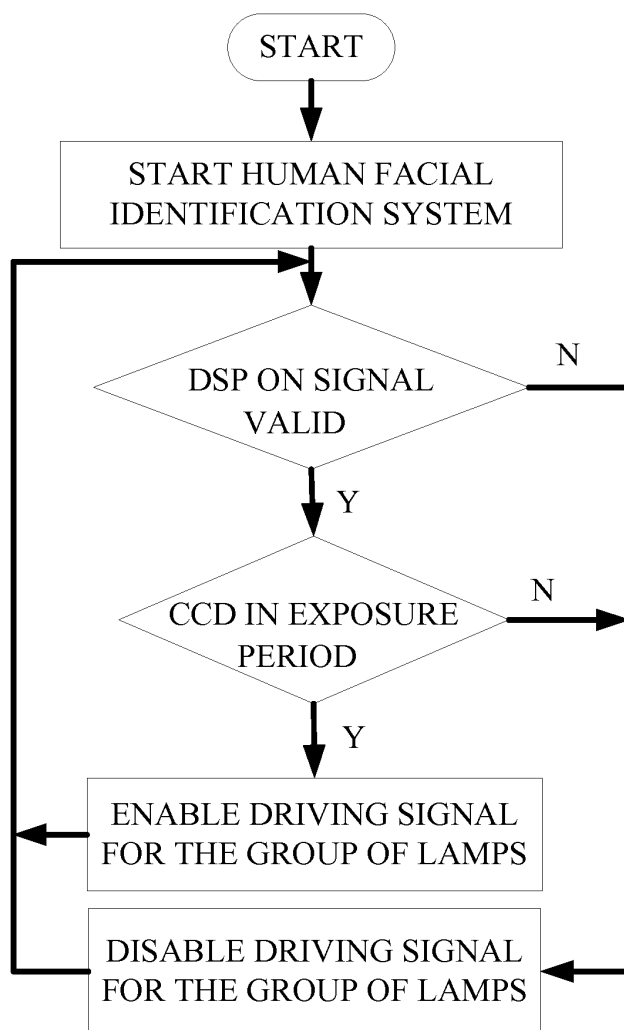 START
START HUMAN FACIAL
IDENTIFICATION SYSTEM
DSP ON SIGNAL
VALID
N
Y
CCD IN EXPOSURE
PERIOD
N
Y
ENABLE DRIVING SIGNAL
FOR THE GROUP OF LAMPS
DISABLE DRIVING SIGNAL
FOR THE GROUP OF LAMPS